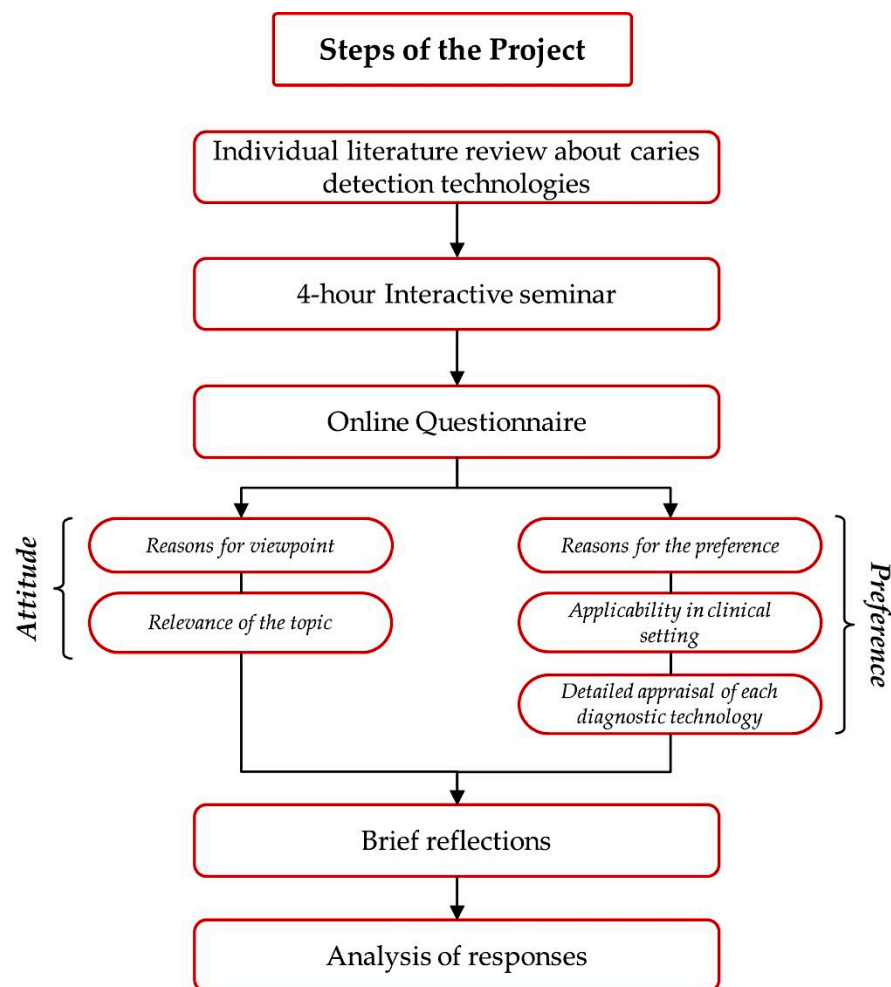 Steps of the Project
Individual literature review about caries
detection technologies
4-hour Interactive seminar
Online Questionnaire
Attitude
Reasons for viewpoint
Relevance of the topic
Reasons for the preference
Applicability in clinical
setting
Detailed appraisal of each
diagnostic technology
Preference
Brief reflections
Analysis of responses